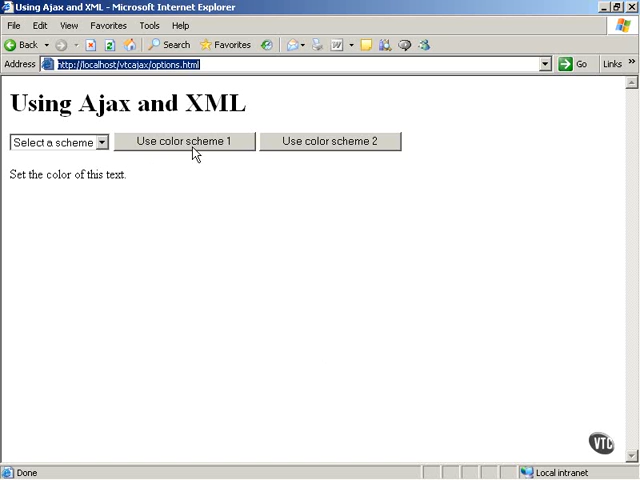 Using Ajax and XML - Microsoft Internet Explorer
File Edit View Favorites Tools Help
Back Search Favorites
Address http://localhost/vtcajax/options.html Go Links »
Using Ajax and XML
Select a scheme Use color scheme 1 Use color scheme 2
Set the color of this text.
VTC
Done Local intranet